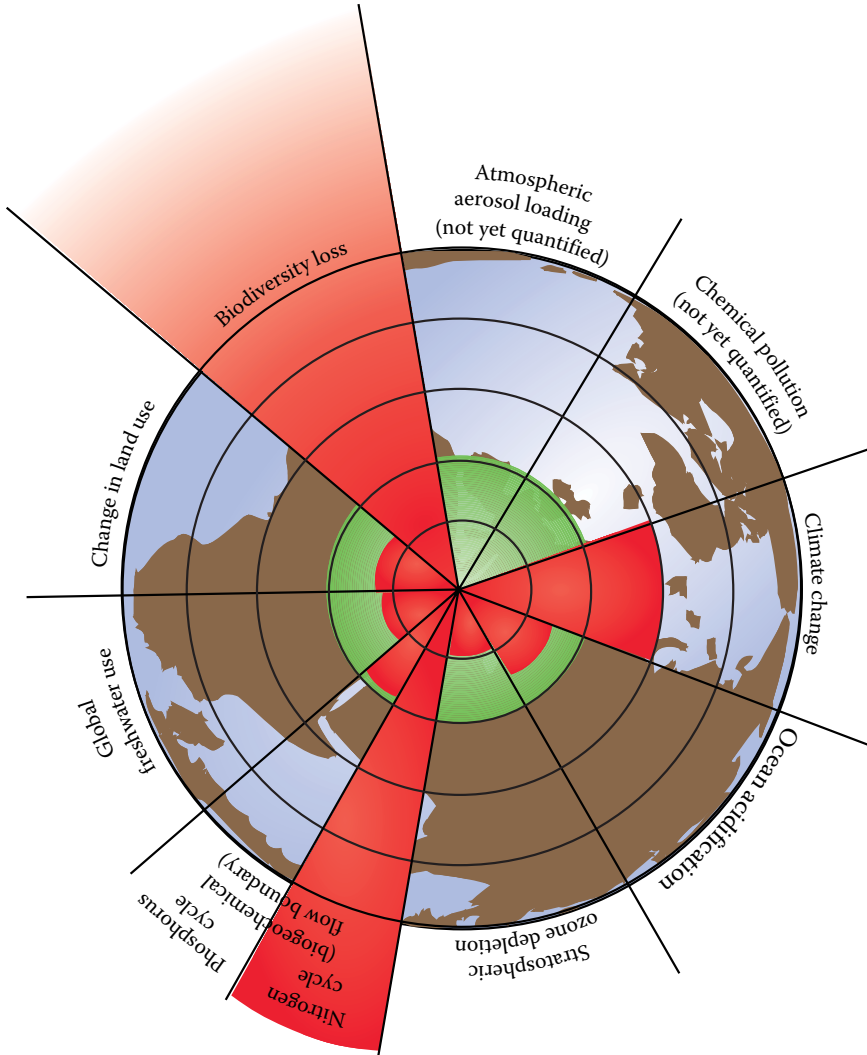 Atmospheric
aerosol loading
(not yet quantified)
Chemical pollution
(not yet quantified)
Climate change
Ocean acidification
Stratospheric
ozone depletion
Nitrogen
cycle
(biogeochemical
flow boundary)
Phosphorus
cycle
Global
freshwater use
Change in land use
Biodiversity loss